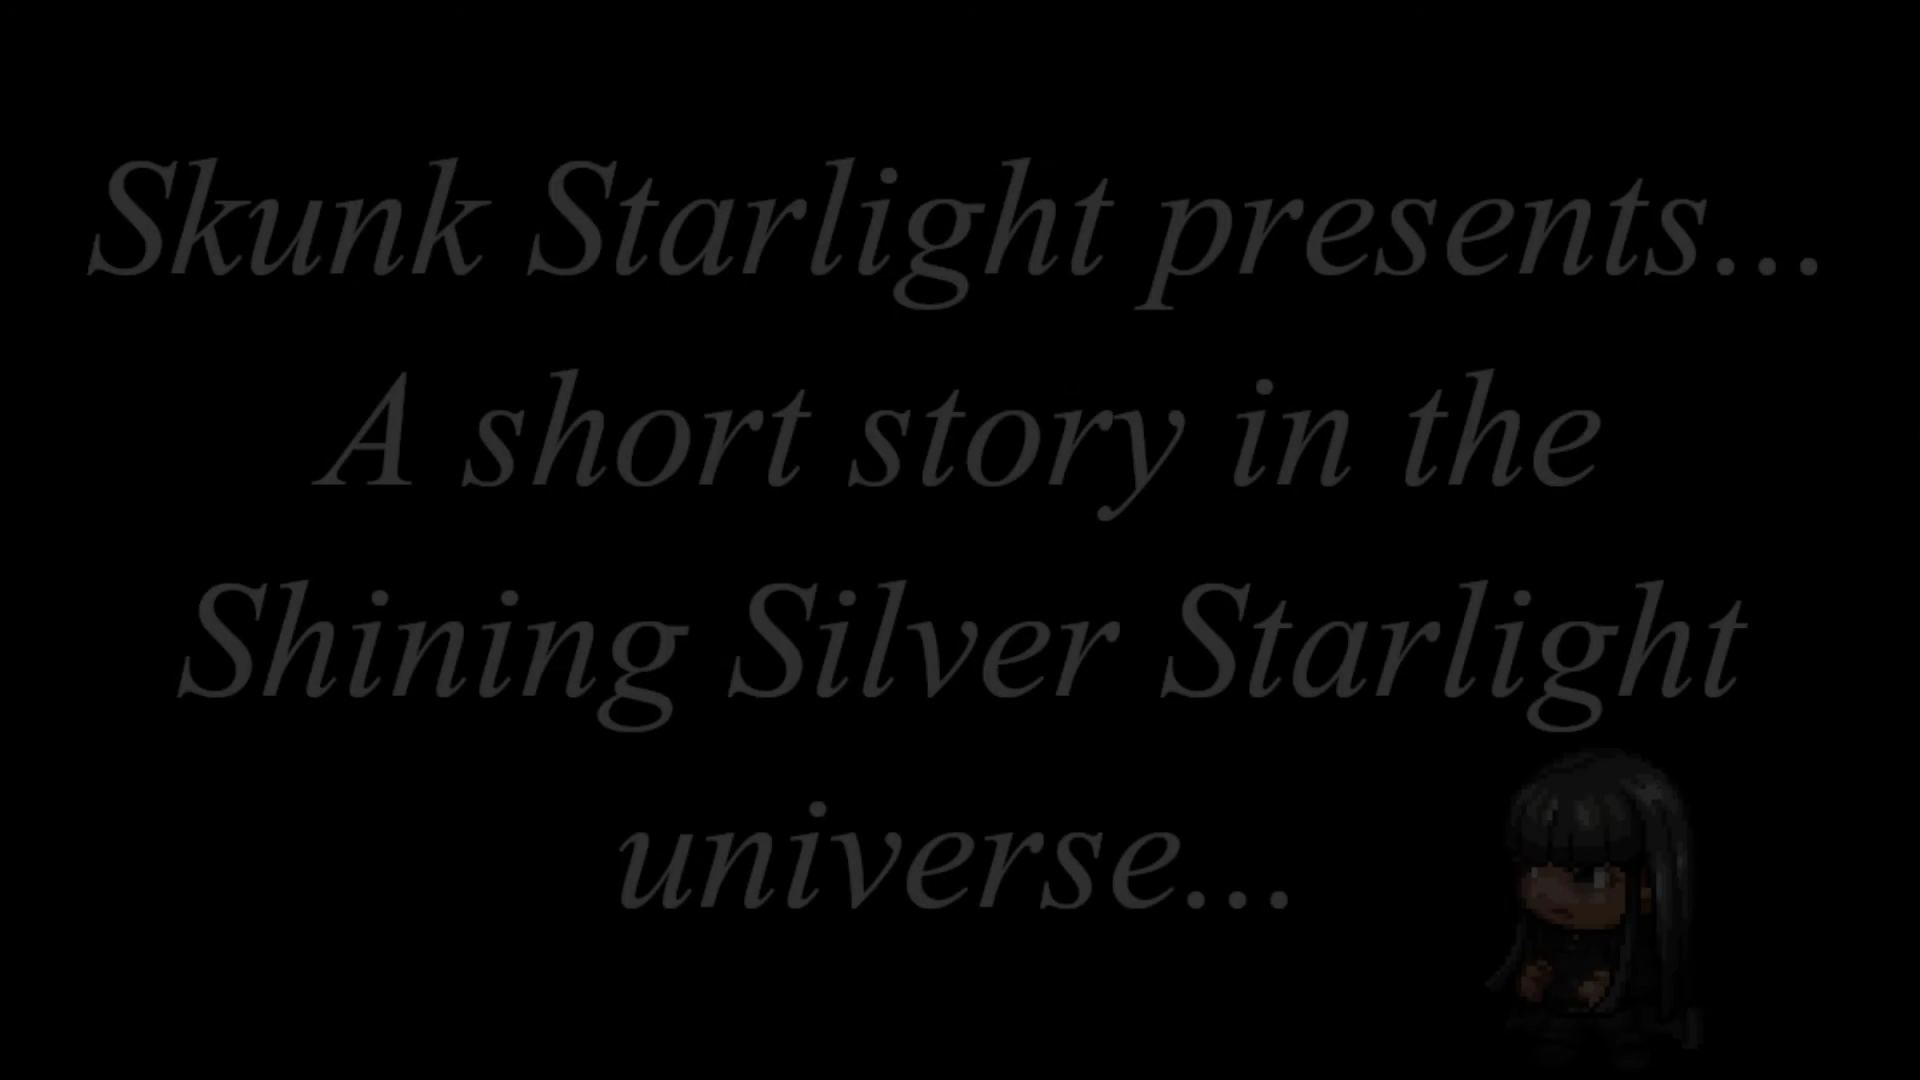 Skunk Starlight presents...
A short story in the
Shining Silver Starlight
universe...